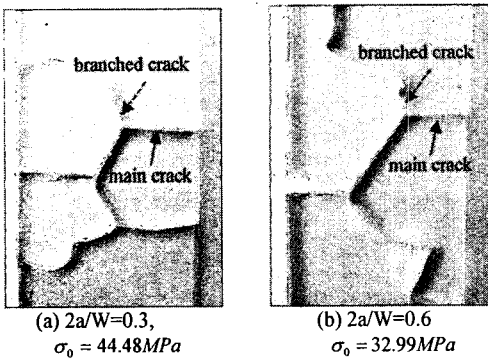 branched crack
main crack
(a) 2a/W=0.3,
σ₀ = 44.48MPa
branched crack
main crack
(b) 2a/W=0.6
σ₀ = 32.99MPa